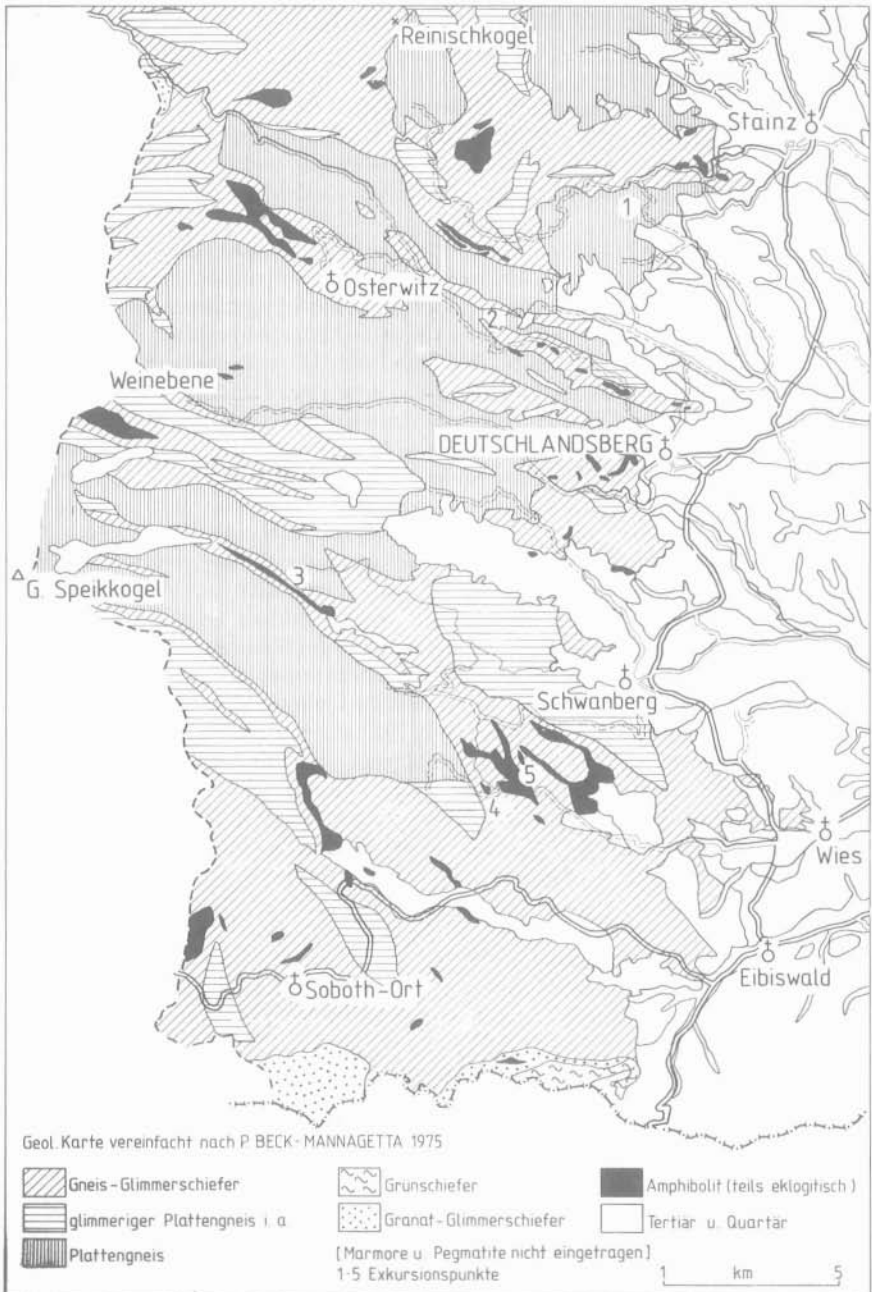 Reinischkogel
Stainz
1
Osterwitz
2
Weinebene
DEUTSCHLANDSBERG
3
G. Speikkogel
Schwanberg
5
4
Wies
Eibiswald
Soboth-Ort
Geol. Karte vereinfacht nach P. BECK-MANNAGETTA 1975
Gneis-Glimmerschiefer
Grünschiefer
Amphibolit (teils eklogitisch)
glimmeriger Plattengneis i. a.
Granat-Glimmerschiefer
Tertiär u. Quartär
Plattengneis
[Marmore u. Pegmatite nicht eingetragen]
1-5 Exkursionspunkte
1 km 5